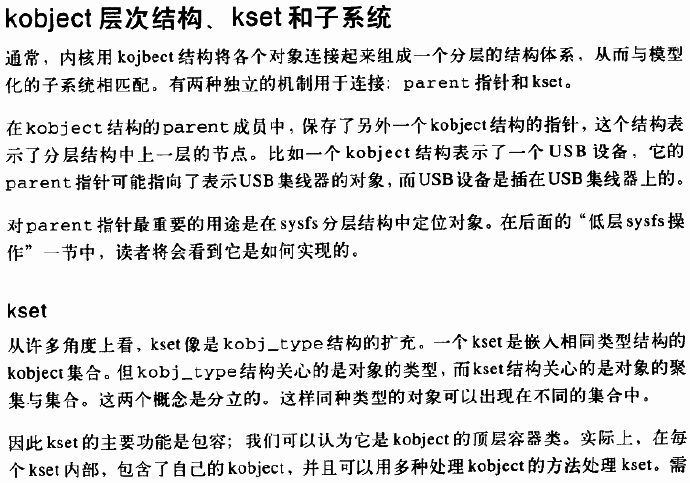 kobject 层次结构、kset 和子系统
通常，内核用 kojbect 结构将各个对象连接起来组成一个分层的结构体系，从而与模型
化的子系统相匹配。有两种独立的机制用于连接：parent 指针和 kset。
在 kobject 结构的 parent 成员中，保存了另外一个 kobject 结构的指针，这个结构表
示了分层结构中上一层的节点。比如一个 kobject 结构表示了一个 USB 设备，它的
parent 指针可能指向了表示 USB 集线器的对象，而 USB 设备是插在 USB 集线器上的。
对 parent 指针最重要的用途是在 sysfs 分层结构中定位对象。在后面的“低层 sysfs 操
作”一节中，读者将会看到它是如何实现的。
kset
从许多角度上看，kset 像是 kobj_type 结构的扩充。一个 kset 是嵌入相同类型结构的
kobject 集合。但 kobj_type 结构关心的是对象的类型，而 kset 结构关心的是对象的聚
集与集合。这两个概念是分立的。这样同种类型的对象可以出现在不同的集合中。
因此 kset 的主要功能是包容；我们可以认为它是 kobject 的顶层容器类。实际上，在每
个 kset 内部，包含了自己的 kobject，并且可以用多种处理 kobject 的方法处理 kset。需